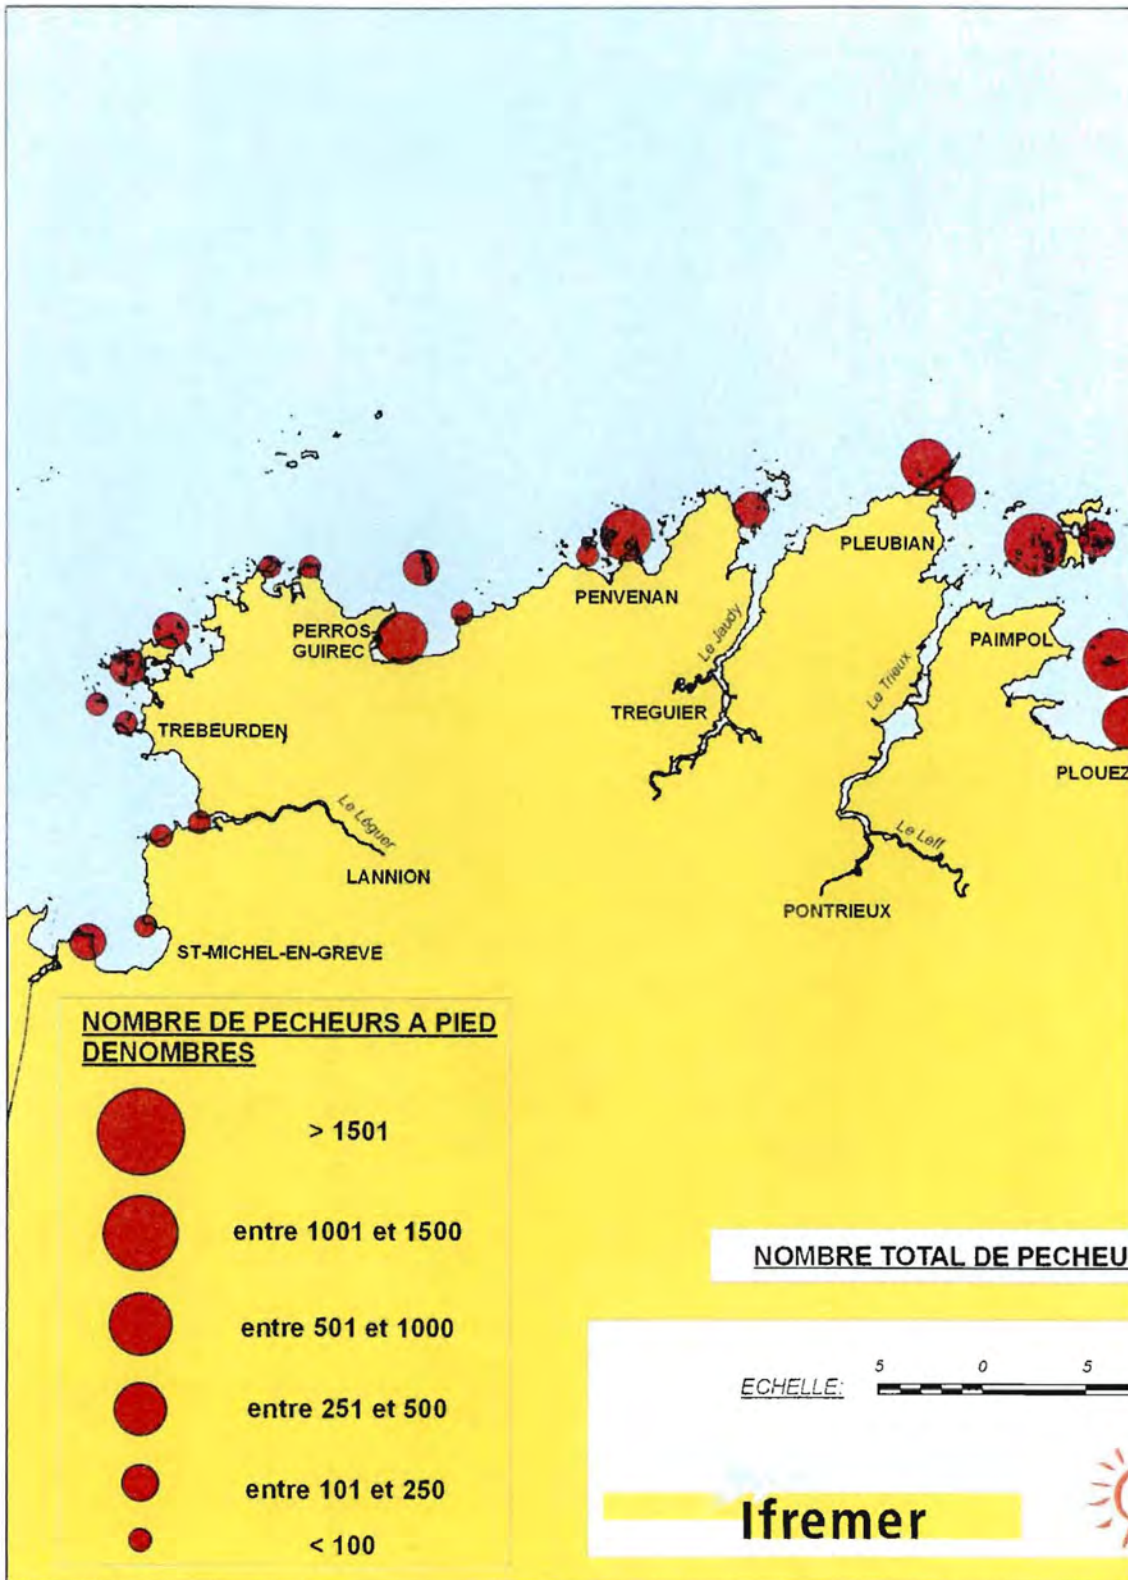 PLEUBIAN
PENVENAN
PERROS-
GUIREC
Le Jaudy
PAIMPOL
Le Trieux
TREGUIER
TREBEURDEN
PLOUEZ
Le Léguer
Le Leff
LANNION
PONTRIEUX
ST-MICHEL-EN-GREVE
NOMBRE DE PECHEURS A PIED
DENOMBRES
> 1501
entre 1001 et 1500
entre 501 et 1000
entre 251 et 500
entre 101 et 250
< 100
NOMBRE TOTAL DE PECHEU
5 0 5
ECHELLE:
Ifremer